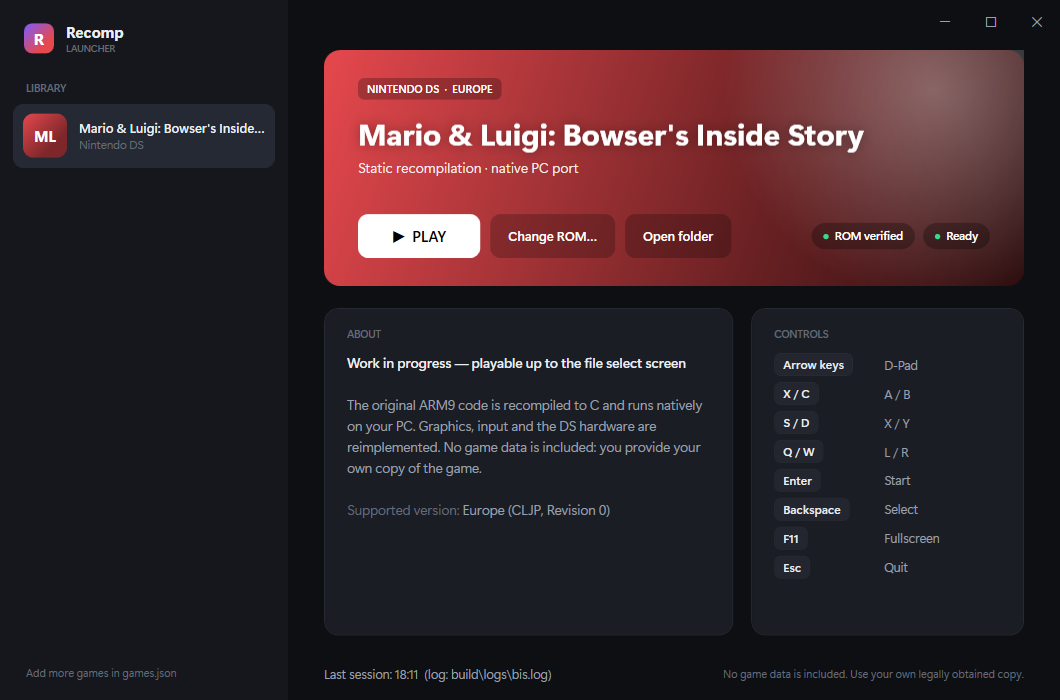 R
Recomp
LAUNCHER
LIBRARY
ML
Mario & Luigi: Bowser's Inside...
Nintendo DS
Add more games in games.json
NINTENDO DS · EUROPE
Mario & Luigi: Bowser's Inside Story
Static recompilation · native PC port
▶ PLAY
Change ROM...
Open folder
ROM verified
Ready
ABOUT
Work in progress — playable up to the file select screen
The original ARM9 code is recompiled to C and runs natively
on your PC. Graphics, input and the DS hardware are
reimplemented. No game data is included: you provide your
own copy of the game.
Supported version: Europe (CLJP, Revision 0)
CONTROLS
Arrow keys D-Pad
X / C A / B
S / D X / Y
Q / W L / R
Enter Start
Backspace Select
F11 Fullscreen
Esc Quit
Last session: 18:11 (log: build\logs\bis.log)
No game data is included. Use your own legally obtained copy.